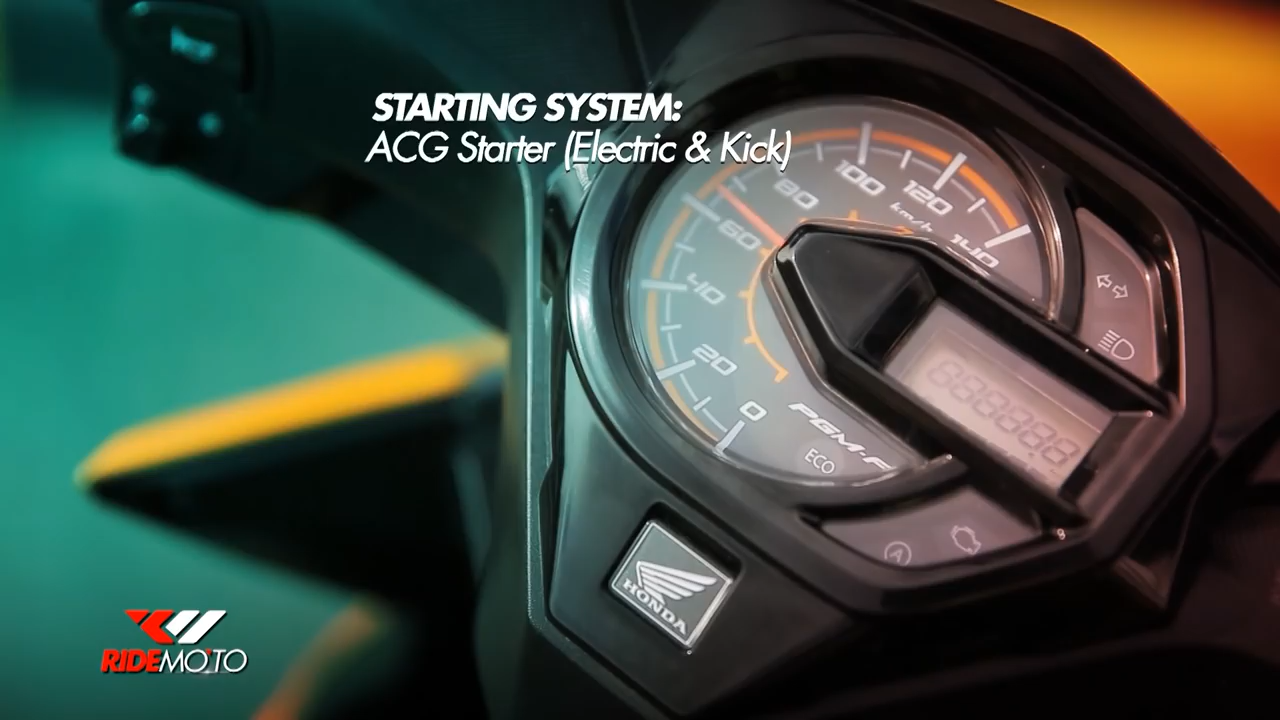 STARTING SYSTEM:
ACG Starter (Electric & Kick)
0
20
40
60
80
100
120
140
km/h
PGM-F
ECO
888888
A
HONDA
RIDEMOTO